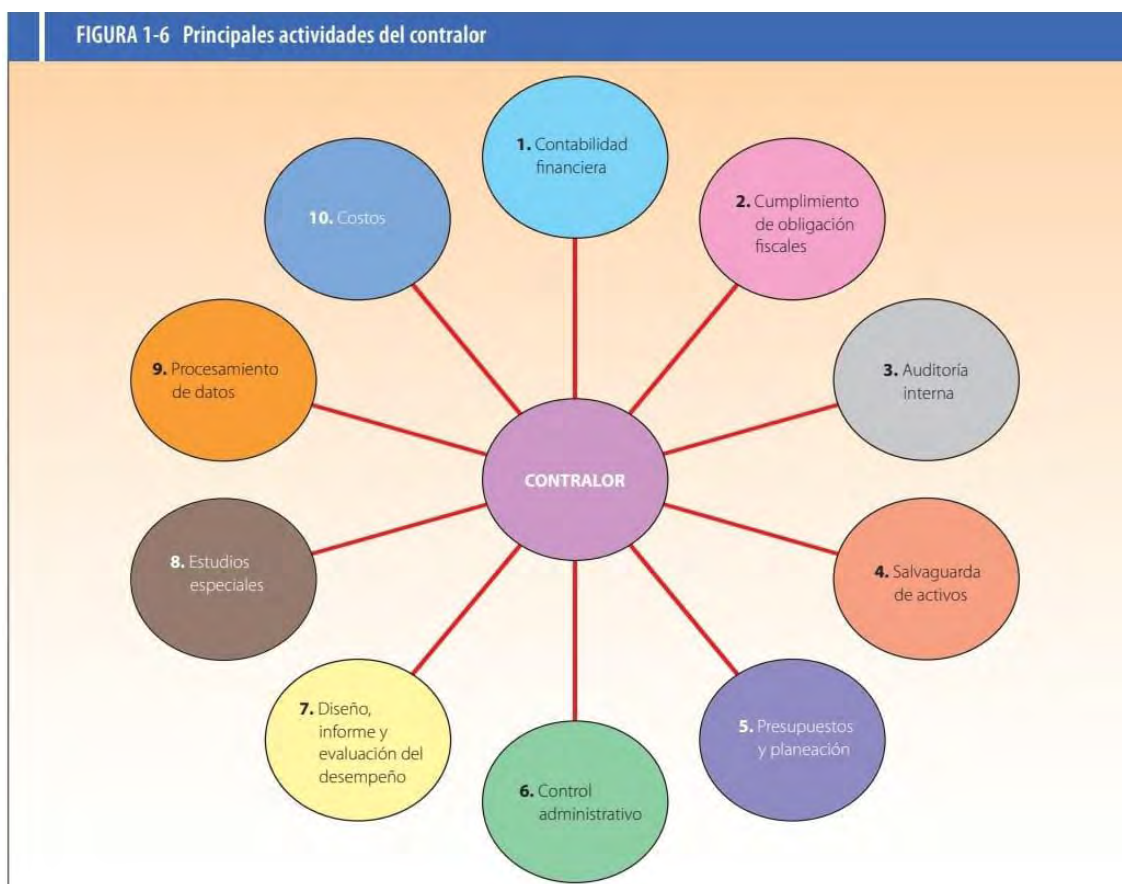 FIGURA 1-6 Principales actividades del contralor
1. Contabilidad
financiera
2. Cumplimiento
de obligación
fiscales
3. Auditoría
interna
4. Salvaguarda
de activos
5. Presupuestos
y planeación
6. Control
administrativo
7. Diseño,
informe y
evaluación del
desempeño
8. Estudios
especiales
9. Procesamiento
de datos
10. Costos
CONTRALOR